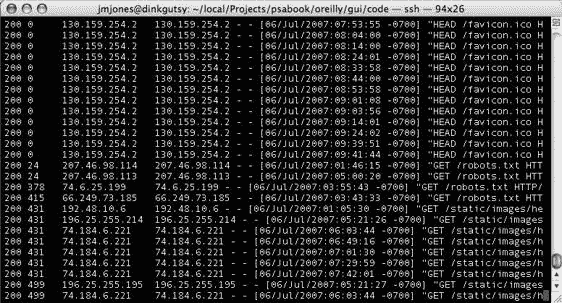 jmjones@dinkgutsy: ~/local/Projects/psabook/oreilly/gui/code — ssh — 94x26
200 0 130.159.254.2 130.159.254.2 - - [06/Jul/2007:07:53:55 -0700] "HEAD /favicon.ico H
200 0 130.159.254.2 130.159.254.2 - - [06/Jul/2007:08:04:00 -0700] "HEAD /favicon.ico H
200 0 130.159.254.2 130.159.254.2 - - [06/Jul/2007:08:14:00 -0700] "HEAD /favicon.ico H
200 0 130.159.254.2 130.159.254.2 - - [06/Jul/2007:08:24:01 -0700] "HEAD /favicon.ico H
200 0 130.159.254.2 130.159.254.2 - - [06/Jul/2007:08:33:58 -0700] "HEAD /favicon.ico H
200 0 130.159.254.2 130.159.254.2 - - [06/Jul/2007:08:44:00 -0700] "HEAD /favicon.ico H
200 0 130.159.254.2 130.159.254.2 - - [06/Jul/2007:08:53:58 -0700] "HEAD /favicon.ico H
200 0 130.159.254.2 130.159.254.2 - - [06/Jul/2007:09:01:08 -0700] "HEAD /favicon.ico H
200 0 130.159.254.2 130.159.254.2 - - [06/Jul/2007:09:03:56 -0700] "HEAD /favicon.ico H
200 0 130.159.254.2 130.159.254.2 - - [06/Jul/2007:09:14:01 -0700] "HEAD /favicon.ico H
200 0 130.159.254.2 130.159.254.2 - - [06/Jul/2007:09:24:02 -0700] "HEAD /favicon.ico H
200 0 130.159.254.2 130.159.254.2 - - [06/Jul/2007:09:39:51 -0700] "HEAD /favicon.ico H
200 0 130.159.254.2 130.159.254.2 - - [06/Jul/2007:09:41:44 -0700] "HEAD /favicon.ico H
200 24 207.46.98.114 207.46.98.114 - - [06/Jul/2007:01:46:15 -0700] "GET /robots.txt HTT
200 24 207.46.98.113 207.46.98.113 - - [06/Jul/2007:05:00:20 -0700] "GET /robots.txt HTT
200 378 74.6.25.199 74.6.25.199 - - [06/Jul/2007:03:55:43 -0700] "GET /robots.txt HTTP/
200 415 66.249.73.185 66.249.73.185 - - [06/Jul/2007:03:43:33 -0700] "GET /robots.txt HTT
200 431 192.48.10.6 192.48.10.6 - - [06/Jul/2007:01:05:30 -0700] "GET /static/images/he
200 431 196.25.255.214 196.25.255.214 - - [06/Jul/2007:05:21:26 -0700] "GET /static/images
200 431 74.184.6.221 74.184.6.221 - - [06/Jul/2007:06:03:44 -0700] "GET /static/images/h
200 431 74.184.6.221 74.184.6.221 - - [06/Jul/2007:06:49:16 -0700] "GET /static/images/h
200 431 74.184.6.221 74.184.6.221 - - [06/Jul/2007:07:01:30 -0700] "GET /static/images/h
200 431 74.184.6.221 74.184.6.221 - - [06/Jul/2007:07:29:59 -0700] "GET /static/images/h
200 431 74.184.6.221 74.184.6.221 - - [06/Jul/2007:07:42:01 -0700] "GET /static/images/h
200 499 196.25.255.195 196.25.255.195 - - [06/Jul/2007:05:21:27 -0700] "GET /static/images
200 499 74.184.6.221 74.184.6.221 - - [06/Jul/2007:06:03:44 -0700] "GET /static/images/h